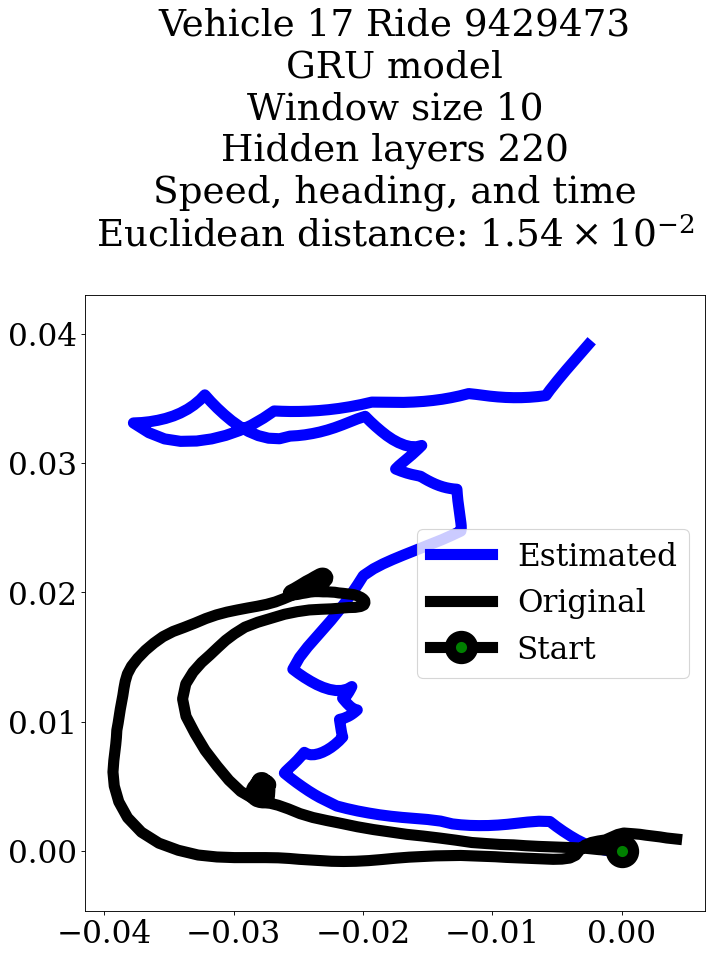 Vehicle 17 Ride 9429473
GRU model
Window size 10
Hidden layers 220
Speed, heading, and time
Euclidean distance: 1.54 × 10⁻²
0.04
0.03
0.02
0.01
0.00
Estimated
Original
Start
−0.04 −0.03 −0.02 −0.01 0.00